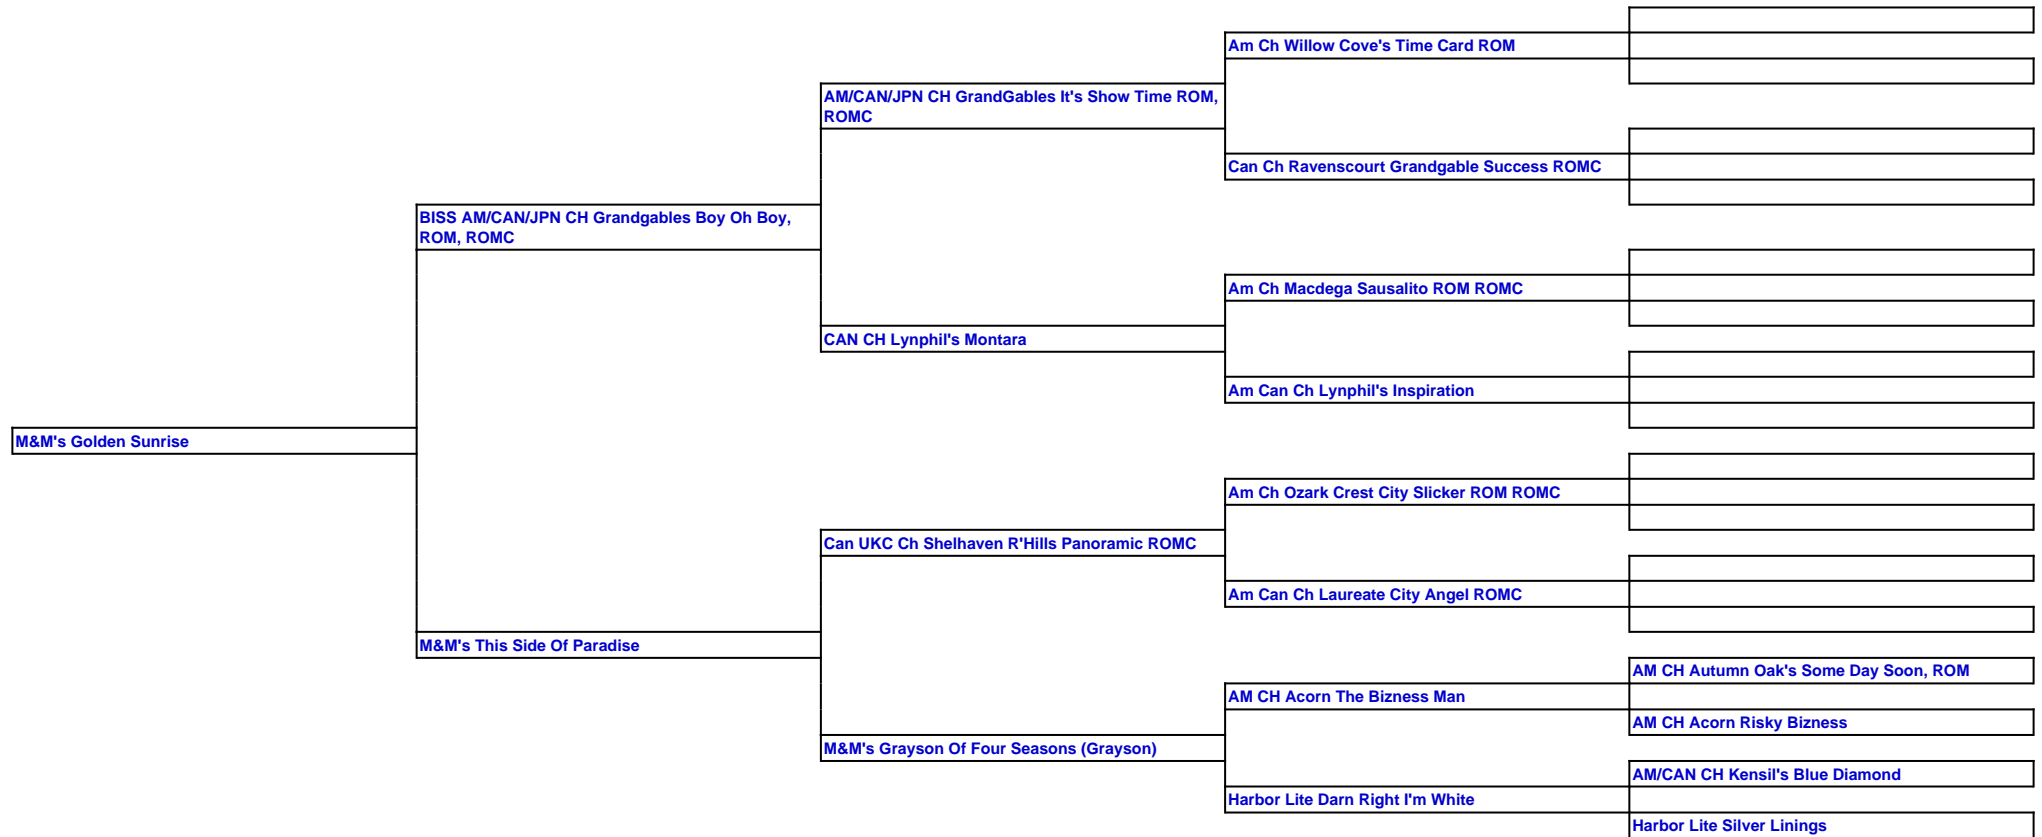 Am Ch Willow Cove's Time Card ROM
AM/CAN/JPN CH GrandGables It's Show Time ROM,
ROMC
Can Ch Ravenscourt Grandgable Success ROMC
BISS AM/CAN/JPN CH Grandgables Boy Oh Boy,
ROM, ROMC
Am Ch Macdega Sausalito ROM ROMC
CAN CH Lynphil's Montara
Am Can Ch Lynphil's Inspiration
M&M's Golden Sunrise
Am Ch Ozark Crest City Slicker ROM ROMC
Can UKC Ch Shelhaven R'Hills Panoramic ROMC
Am Can Ch Laureate City Angel ROMC
M&M's This Side Of Paradise
AM CH Autumn Oak's Some Day Soon, ROM
AM CH Acorn The Bizness Man
AM CH Acorn Risky Bizness
M&M's Grayson Of Four Seasons (Grayson)
AM/CAN CH Kensil's Blue Diamond
Harbor Lite Darn Right I'm White
Harbor Lite Silver Linings